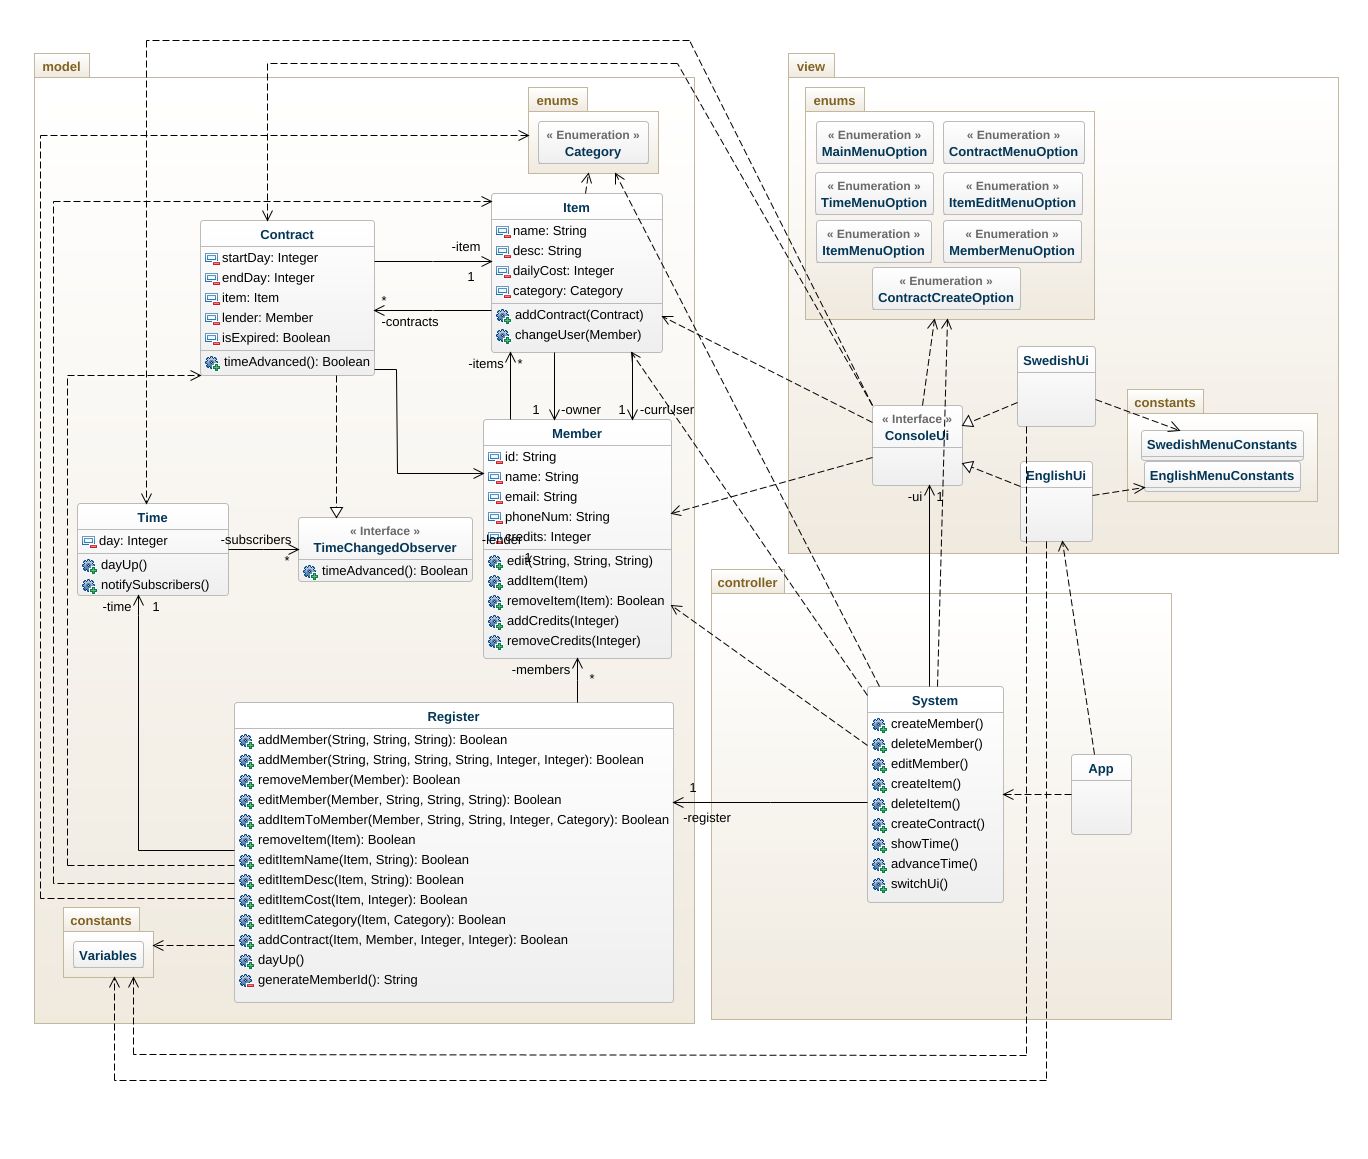 model
enums
« Enumeration »
Category
Item
name: String
desc: String
dailyCost: Integer
category: Category
addContract(Contract)
changeUser(Member)
Contract
startDay: Integer
endDay: Integer
item: Item
lender: Member
isExpired: Boolean
timeAdvanced(): Boolean
-item
1
*
-contracts
-items
*
1
-owner
1
-currUser
Member
id: String
name: String
email: String
phoneNum: String
credits: Integer
edit(String, String, String)
addItem(Item)
removeItem(Item): Boolean
addCredits(Integer)
removeCredits(Integer)
-lender
1
Time
day: Integer
dayUp()
notifySubscribers()
-subscribers
*
« Interface »
TimeChangedObserver
timeAdvanced(): Boolean
-time
1
-members
*
Register
addMember(String, String, String): Boolean
addMember(String, String, String, String, Integer, Integer): Boolean
removeMember(Member): Boolean
editMember(Member, String, String, String): Boolean
addItemToMember(Member, String, String, Integer, Category): Boolean
removeItem(Item): Boolean
editItemName(Item, String): Boolean
editItemDesc(Item, String): Boolean
editItemCost(Item, Integer): Boolean
editItemCategory(Item, Category): Boolean
addContract(Item, Member, Integer, Integer): Boolean
dayUp()
generateMemberId(): String
constants
Variables
view
enums
« Enumeration »
MainMenuOption
« Enumeration »
ContractMenuOption
« Enumeration »
TimeMenuOption
« Enumeration »
ItemEditMenuOption
« Enumeration »
ItemMenuOption
« Enumeration »
MemberMenuOption
« Enumeration »
ContractCreateOption
SwedishUi
« Interface »
ConsoleUi
EnglishUi
constants
SwedishMenuConstants
EnglishMenuConstants
-ui
1
controller
System
createMember()
deleteMember()
editMember()
createItem()
deleteItem()
createContract()
showTime()
advanceTime()
switchUi()
1
-register
App